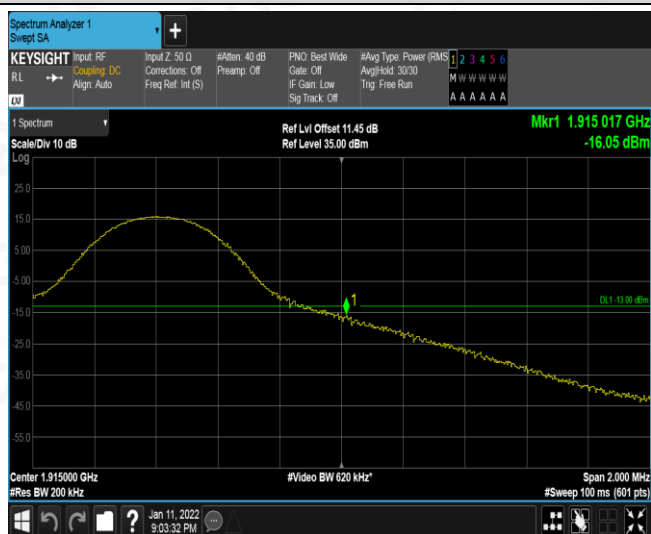 Spectrum Analyzer 1
Swept SA
+
KEYSIGHT
RL
LXI
Input: RF
Coupling: DC
Align: Auto
Input Z: 50 Ω
Corrections: Off
Freq Ref: Int (S)
#Atten: 40 dB
Preamp: Off
PNO: Best Wide
Gate: Off
IF Gain: Low
Sig Track: Off
#Avg Type: Power (RMS
Avg|Hold: 30/30
Trig: Free Run
1 2 3 4 5 6
M W W W W W
A A A A A A
1 Spectrum
Scale/Div 10 dB
Log
Ref Lvl Offset 11.45 dB
Ref Level 35.00 dBm
Mkr1 1.915 017 GHz
-16.05 dBm
25.0
15.0
5.00
-5.00
-15.0
-25.0
-35.0
-45.0
-55.0
1
DL1 -13.00 dBm
Center 1.915000 GHz
#Res BW 200 kHz
#Video BW 620 kHz*
Span 2.000 MHz
#Sweep 100 ms (601 pts)
?
Jan 11, 2022
9:03:32 PM